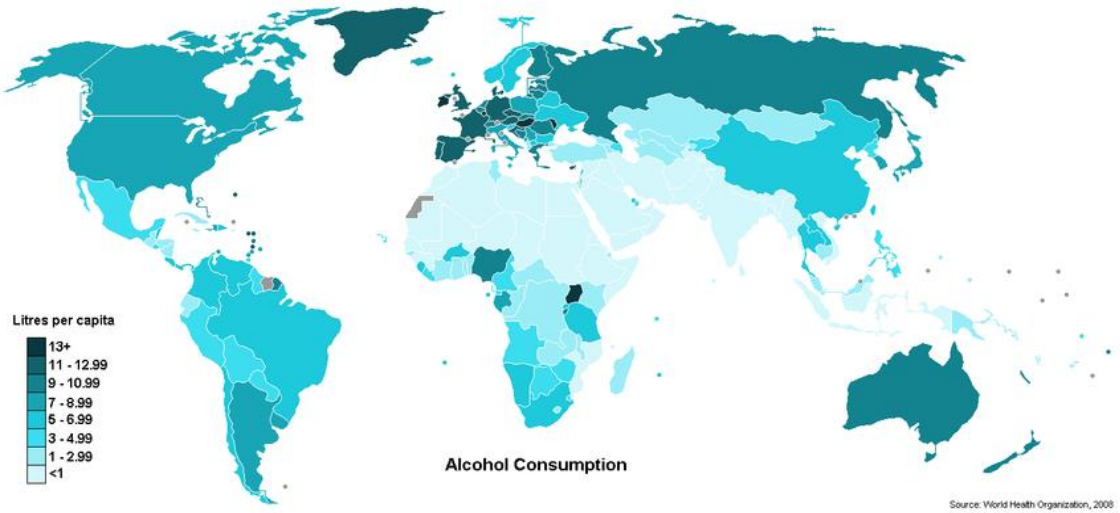 Litres per capita
13+
11 - 12.99
9 - 10.99
7 - 8.99
5 - 6.99
3 - 4.99
1 - 2.99
<1
Alcohol Consumption
Source: World Health Organization, 2008